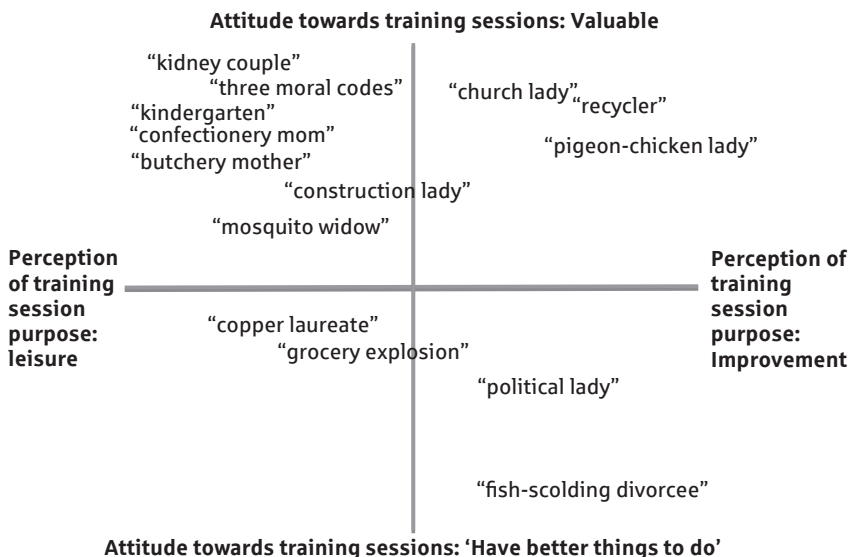 Attitude towards training sessions: Valuable
“kidney couple”
“three moral codes”
“church lady”
“recycler”
“kindergarten”
“confectionery mom”
“pigeon-chicken lady”
“butchery mother”
“construction lady”
“mosquito widow”
Perception
of training
session
purpose:
leisure
Perception of
training
session
purpose:
Improvement
“copper laureate”
“grocery explosion”
“political lady”
“fish-scolding divorcee”
Attitude towards training sessions: ‘Have better things to do’